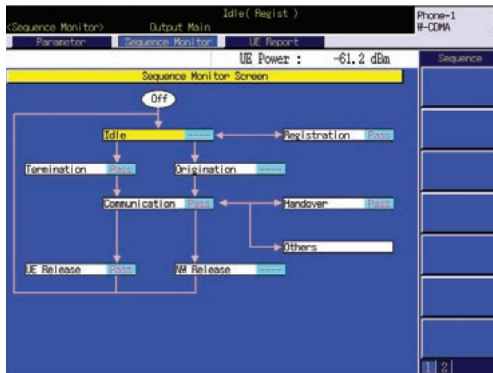 Idle( Regist )
Phone-1
<Sequence Monitor> Output Main
W-CDMA
Parameter Sequence Monitor UE Report
UE Power : -61.2 dBm
Sequence
Sequence Monitor Screen
Off
Idle ----
Registration Pass
Termination Pass
Origination ----
Communication Pass
Handover Pass
Others
UE Release Pass
NW Release ----
1 2